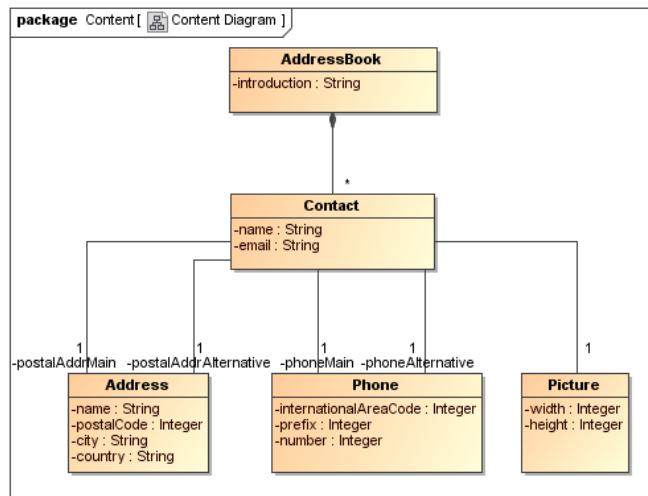 package Content [ Content Diagram ]
AddressBook
-introduction : String
*
Contact
-name : String
-email : String
1 1 1 1 1
-postalAddrMain -postalAddrAlternative -phoneMain -phoneAlternative
Address
-name : String
-postalCode : Integer
-city : String
-country : String
Phone
-internationalAreaCode : Integer
-prefix : Integer
-number : Integer
Picture
-width : Integer
-height : Integer